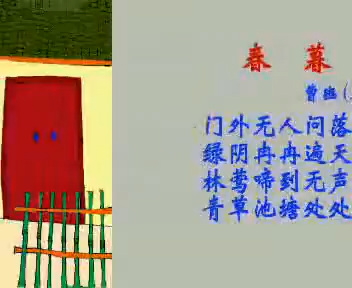 春 暮
曹豳(
门外无人问落
绿阴冉冉遍天
林莺啼到无声
青草池塘处处